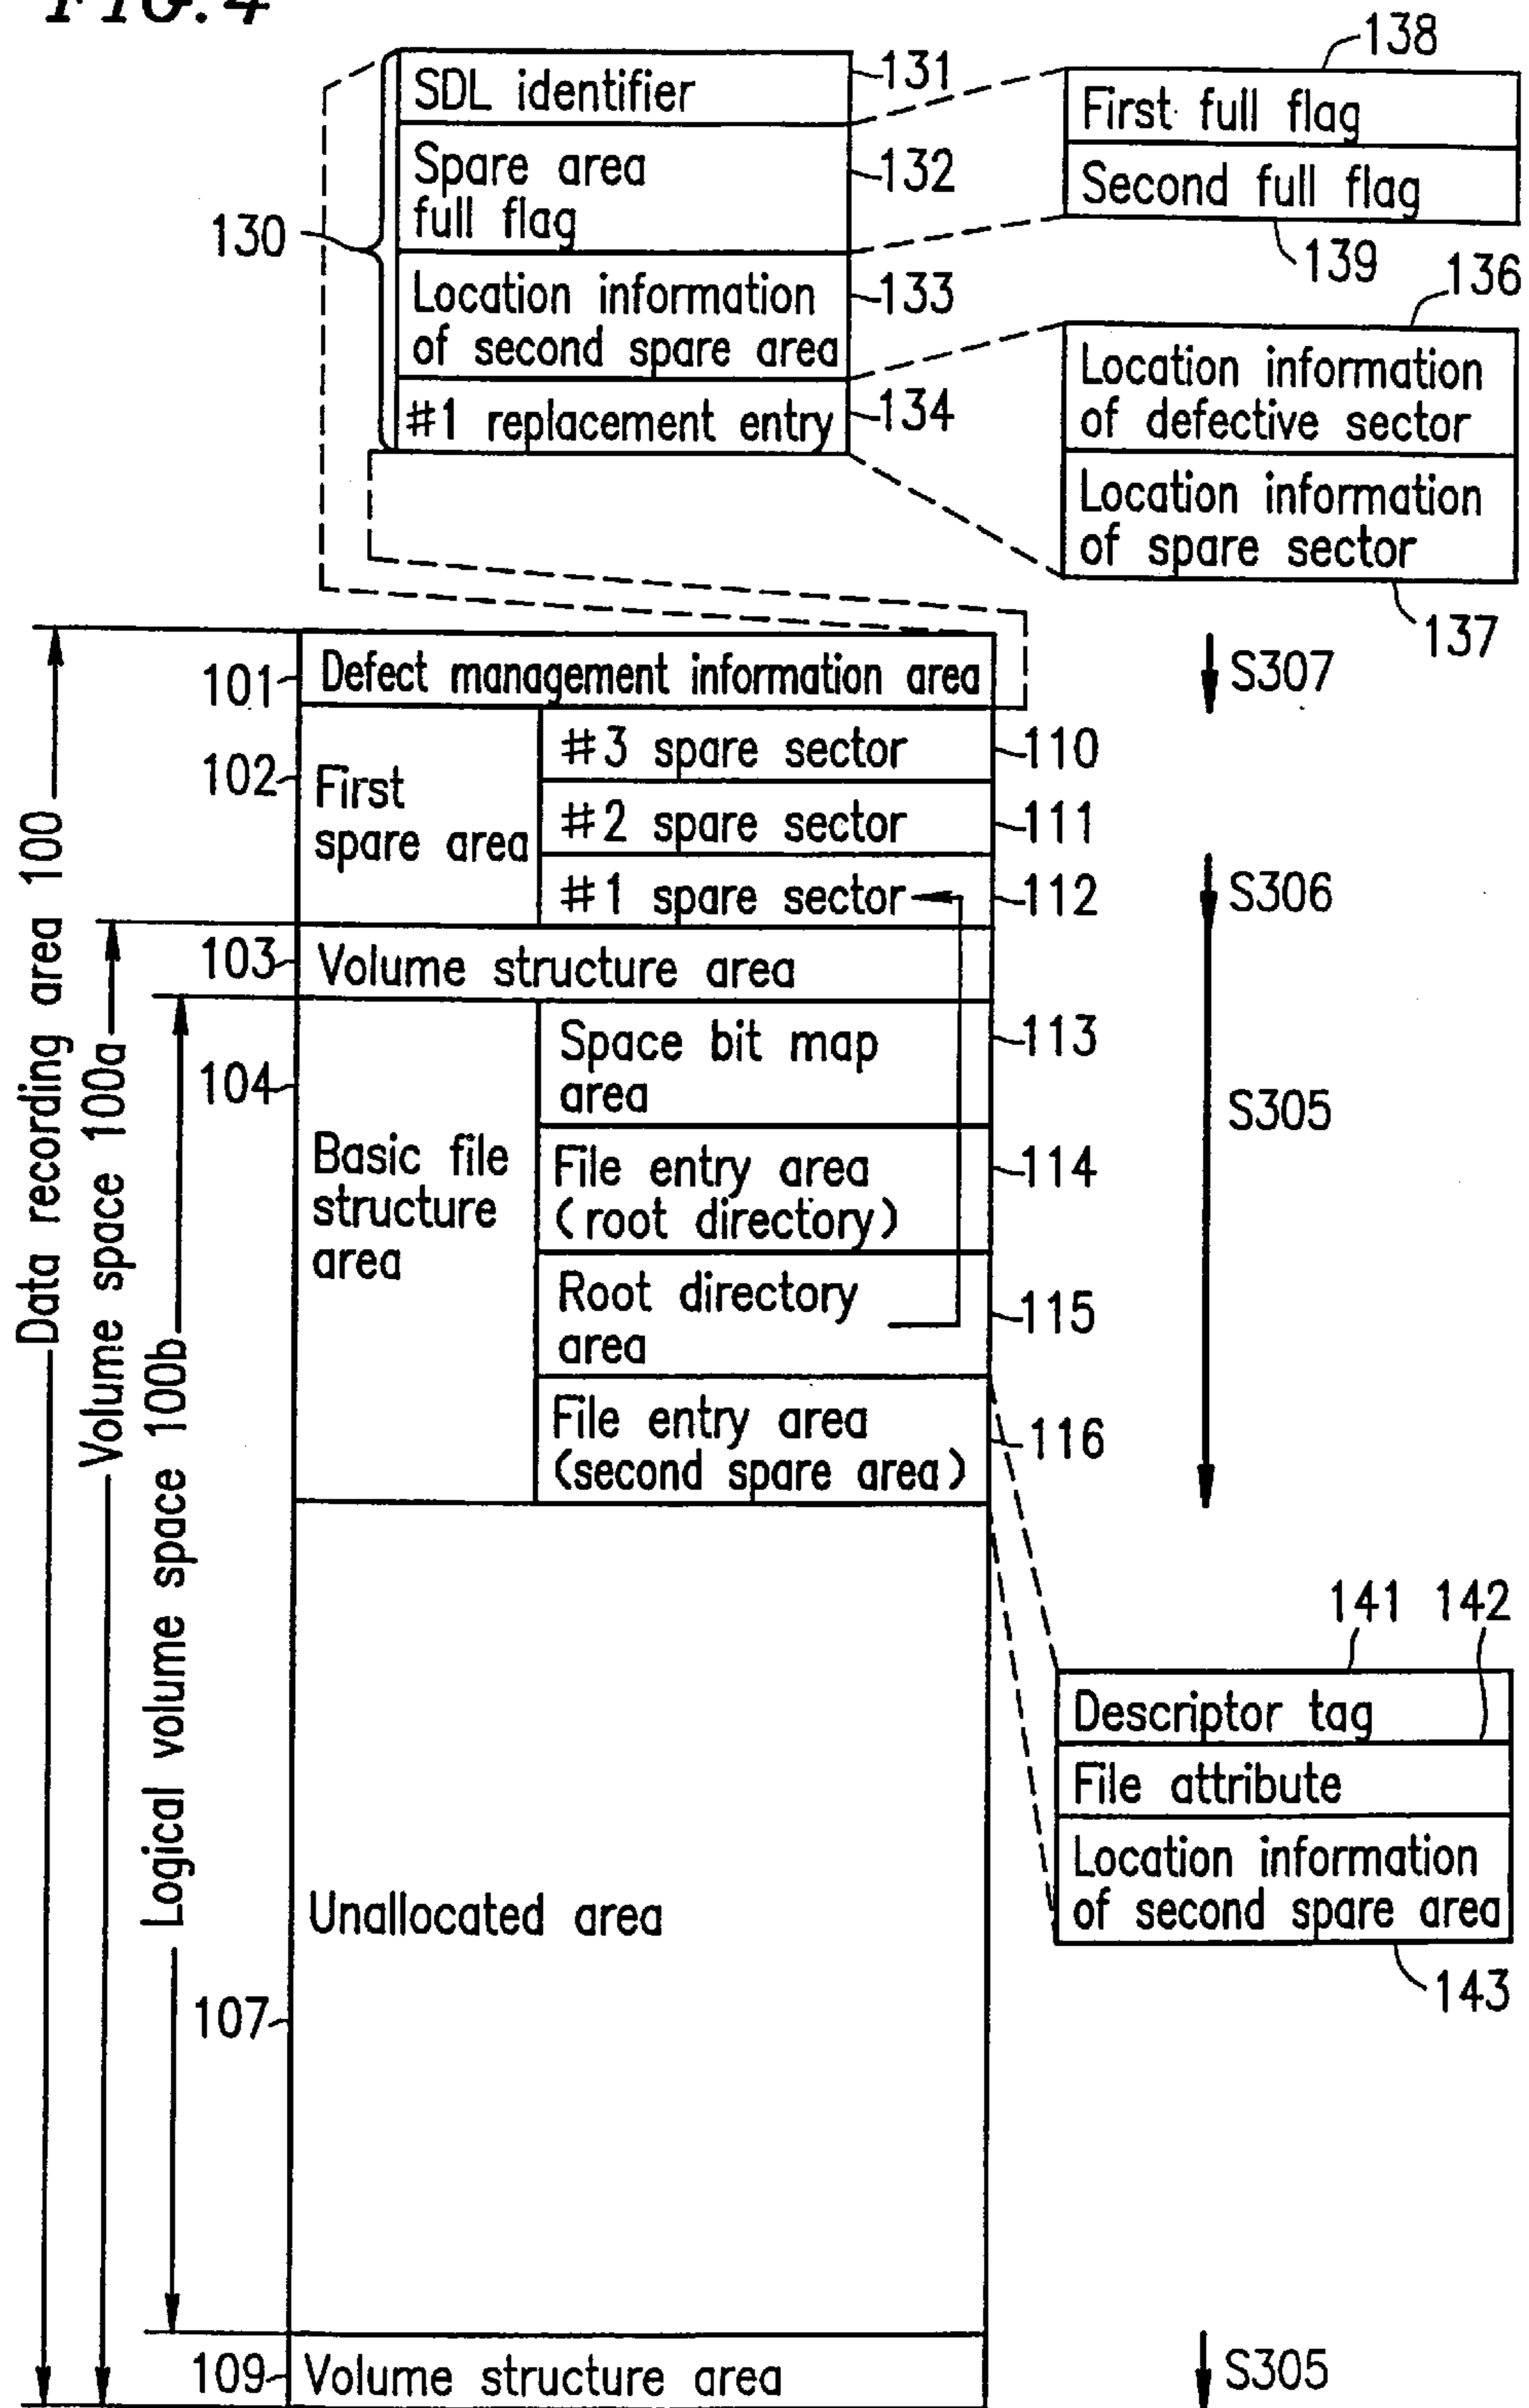 FIG. 4
138
SDL identifier
131
First full flag
Spare area
full flag
132
Second full flag
130
139
136
Location information
of second spare area
133
Location information
of defective sector
#1 replacement entry
134
Location information
of spare sector
137
101
Defect management information area
S307
102
First
spare area
#3 spare sector
110
#2 spare sector
111
#1 spare sector
112
S306
103
Volume structure area
104
Basic file
structure
area
Space bit map
area
113
S305
File entry area
(root directory)
114
Root directory
area
115
File entry area
(second spare area)
116
Data recording area 100
Volume space 100a
Logical volume space 100b
141 142
Descriptor tag
File attribute
Location information
of second spare area
143
Unallocated area
107
109
Volume structure area
S305